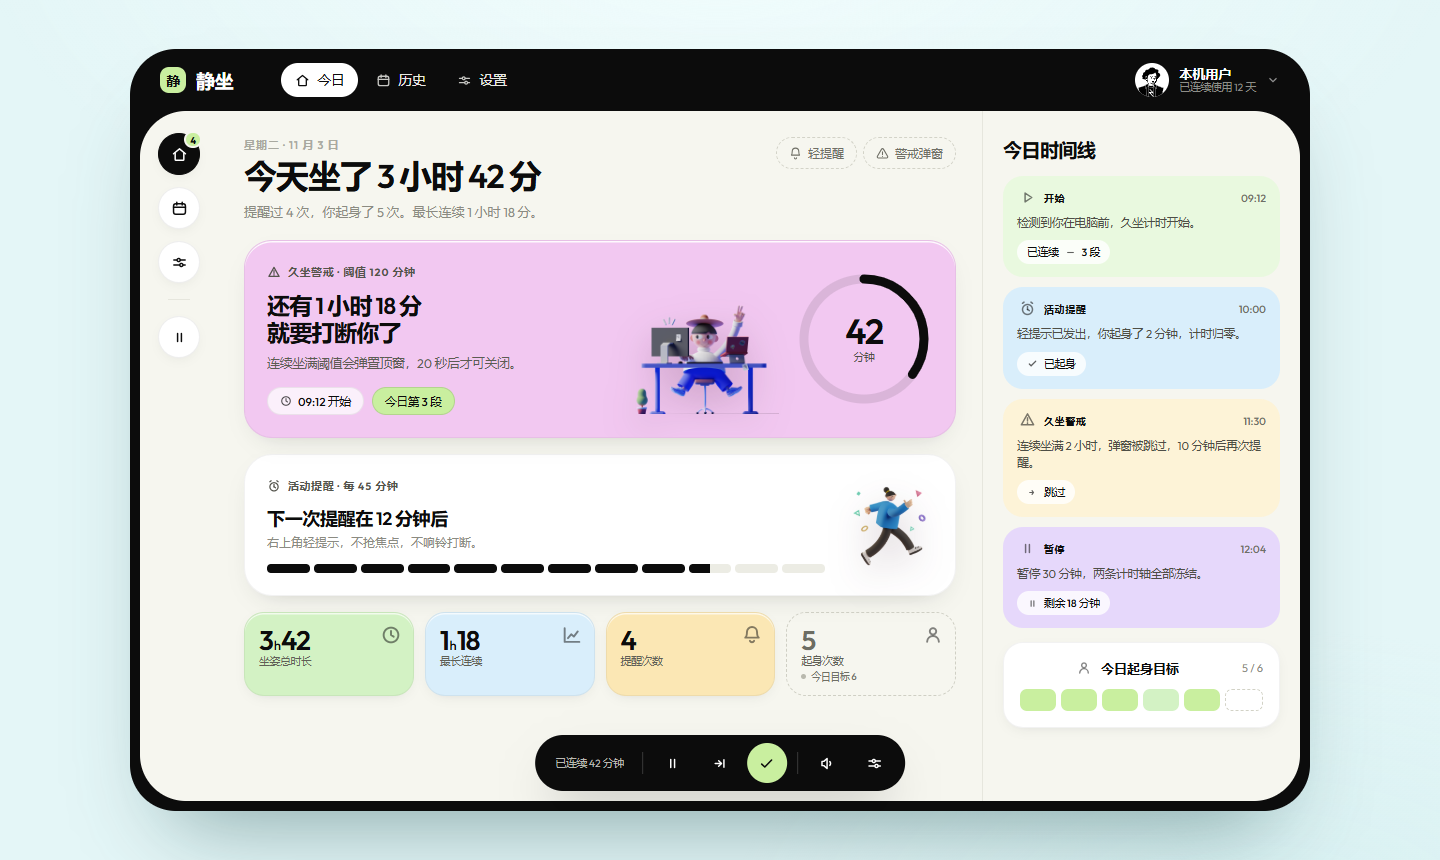 静 静坐
今日
历史
设置
本机用户
已连续使用 12 天
4
星期二 · 11 月 3 日
今天坐了 3 小时 42 分
提醒过 4 次，你起身了 5 次。最长连续 1 小时 18 分。
轻提醒
警戒弹窗
久坐警戒 · 阈值 120 分钟
还有 1 小时 18 分
就要打断你了
连续坐满阈值会弹置顶窗，20 秒后才可关闭。
09:12 开始
今日第 3 段
42
分钟
活动提醒 · 每 45 分钟
下一次提醒在 12 分钟后
右上角轻提示，不抢焦点，不响铃打断。
3h42
坐姿总时长
1h18
最长连续
4
提醒次数
5
起身次数
今日目标 6
已连续 42 分钟
今日时间线
开始
09:12
检测到你在电脑前，久坐计时开始。
已连续 — 3 段
活动提醒
10:00
轻提示已发出，你起身了 2 分钟，计时归零。
已起身
久坐警戒
11:30
连续坐满 2 小时，弹窗被跳过，10 分钟后再次提
醒。
跳过
暂停
12:04
暂停 30 分钟，两条计时轴全部冻结。
剩余 18 分钟
今日起身目标
5 / 6